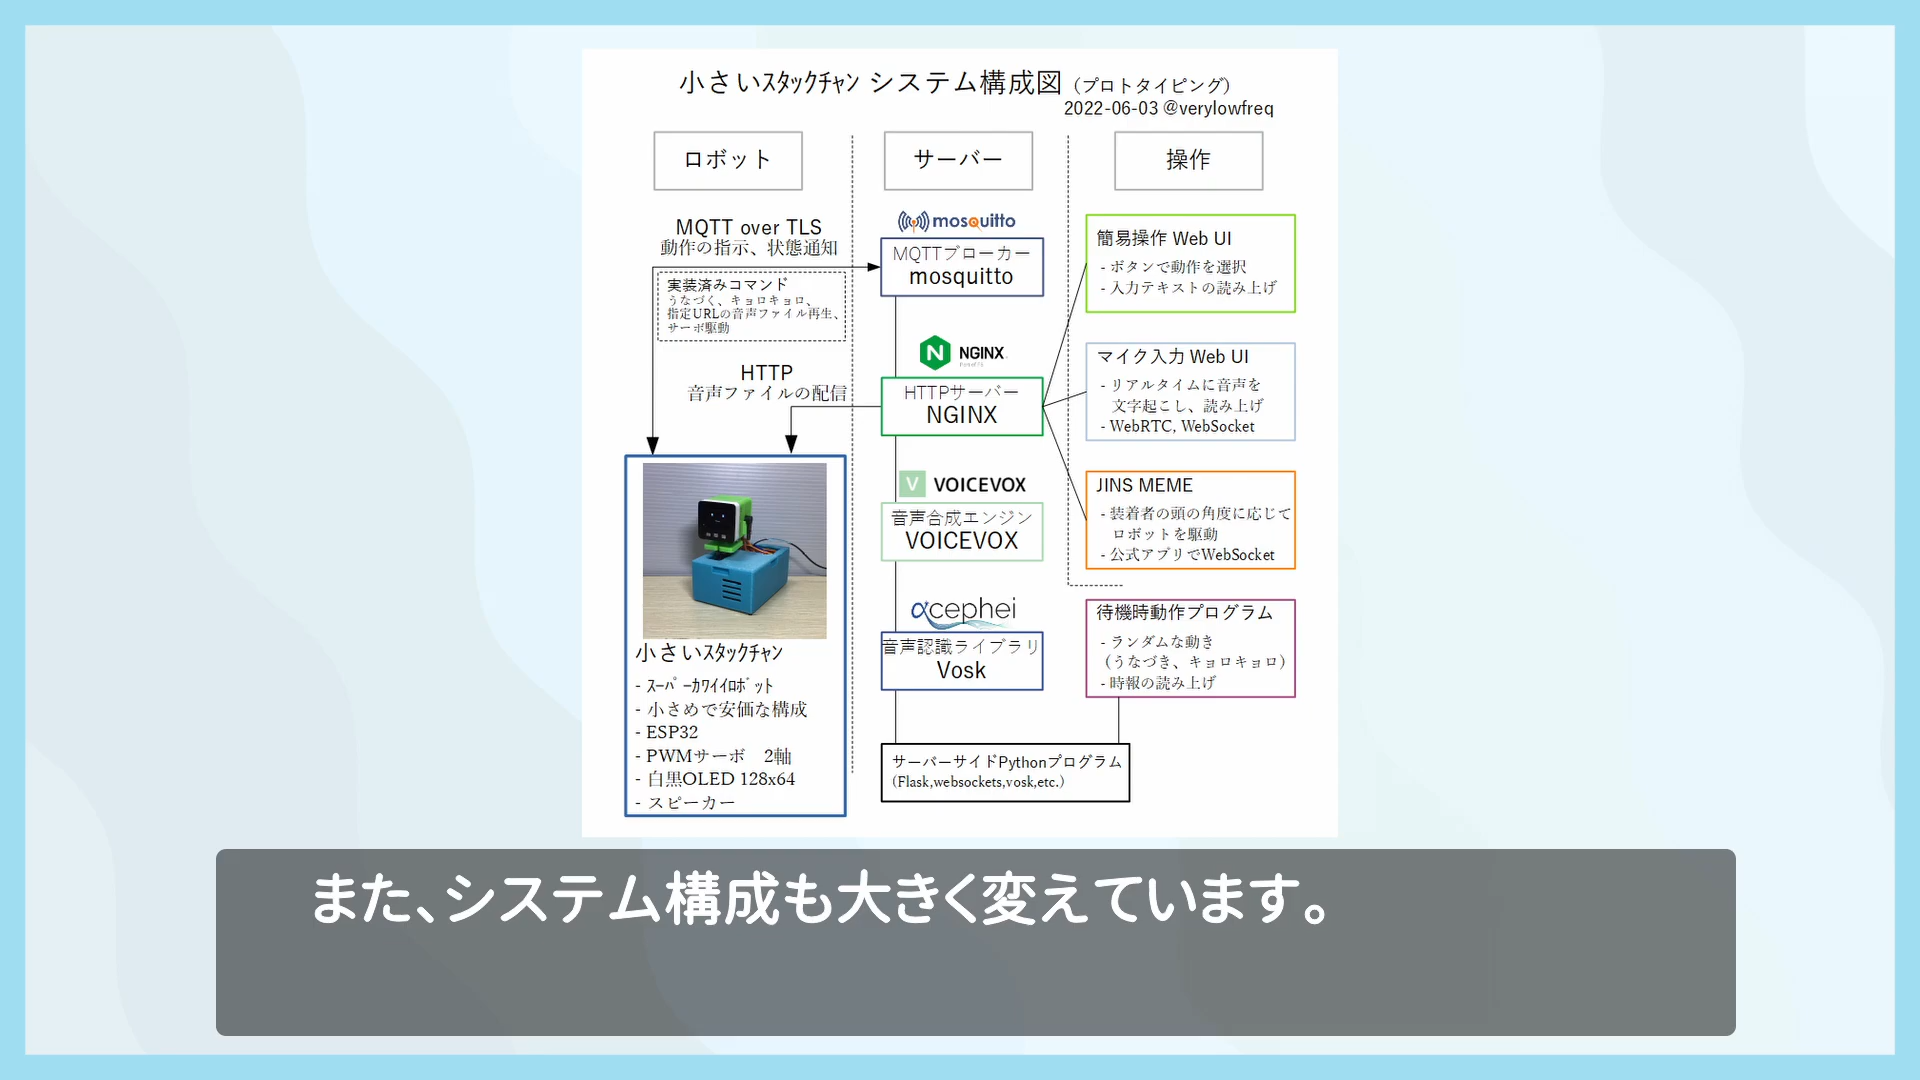 小さいｽﾀｯｸﾁｬﾝ システム構成図（プロトタイピング）
2022-06-03 @verylowfreq
ロボット
サーバー
操作
MQTT over TLS
動作の指示、状態通知
実装済みコマンド
うなづく、キョロキョロ、
指定URLの音声ファイル再生、
サーボ駆動
HTTP
音声ファイルの配信
小さいｽﾀｯｸﾁｬﾝ
- ｽｰﾊﾟｰｶﾜｲｲﾛﾎﾞｯﾄ
- 小さめで安価な構成
- ESP32
- PWMサーボ　2軸
- 白黒OLED 128x64
- スピーカー
mosquitto
MQTTブローカー
mosquitto
N NGINX
HTTPサーバー
NGINX
V VOICEVOX
音声合成エンジン
VOICEVOX
αcephei
音声認識ライブラリ
Vosk
サーバーサイドPythonプログラム
(Flask,websockets,vosk,etc.)
簡易操作 Web UI
- ボタンで動作を選択
- 入力テキストの読み上げ
マイク入力 Web UI
- リアルタイムに音声を
文字起こし、読み上げ
- WebRTC, WebSocket
JINS MEME
- 装着者の頭の角度に応じて
ロボットを駆動
- 公式アプリでWebSocket
待機時動作プログラム
- ランダムな動き
（うなづき、キョロキョロ）
- 時報の読み上げ
また、システム構成も大きく変えています。